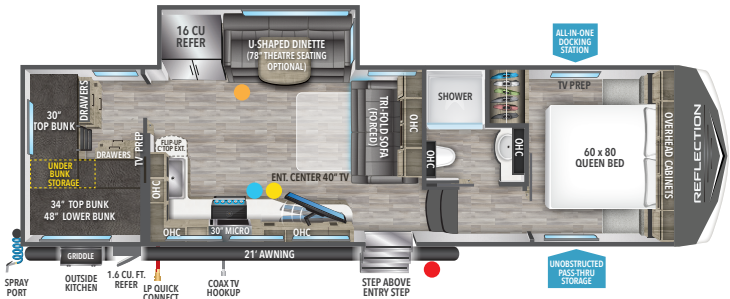 ALL-IN-ONE
DOCKING
STATION
16 CU
REFER
U-SHAPED DINETTE
(78" THEATRE SEATING
OPTIONAL)
30"
TOP BUNK
DRAWERS
DRAWERS
TV PREP
FLIP-UP
C'TOP EXT.
UNDER
BUNK
STORAGE
34" TOP BUNK
48" LOWER BUNK
OHC
30" MICRO
OHC
OHC
ENT. CENTER 40" TV
TRI-FOLD SOFA
(FORCED)
OHC
SHOWER
OHC
OHC
TV PREP
60 x 80
QUEEN BED
OVERHEAD CABINETS
REFLECTION
21' AWNING
GRIDDLE
SPRAY
PORT
OUTSIDE
KITCHEN
1.6 CU. FT.
REFER
LP QUICK
CONNECT
COAX TV
HOOKUP
STEP ABOVE
ENTRY STEP
UNOBSTRUCTED
PASS-THRU
STORAGE